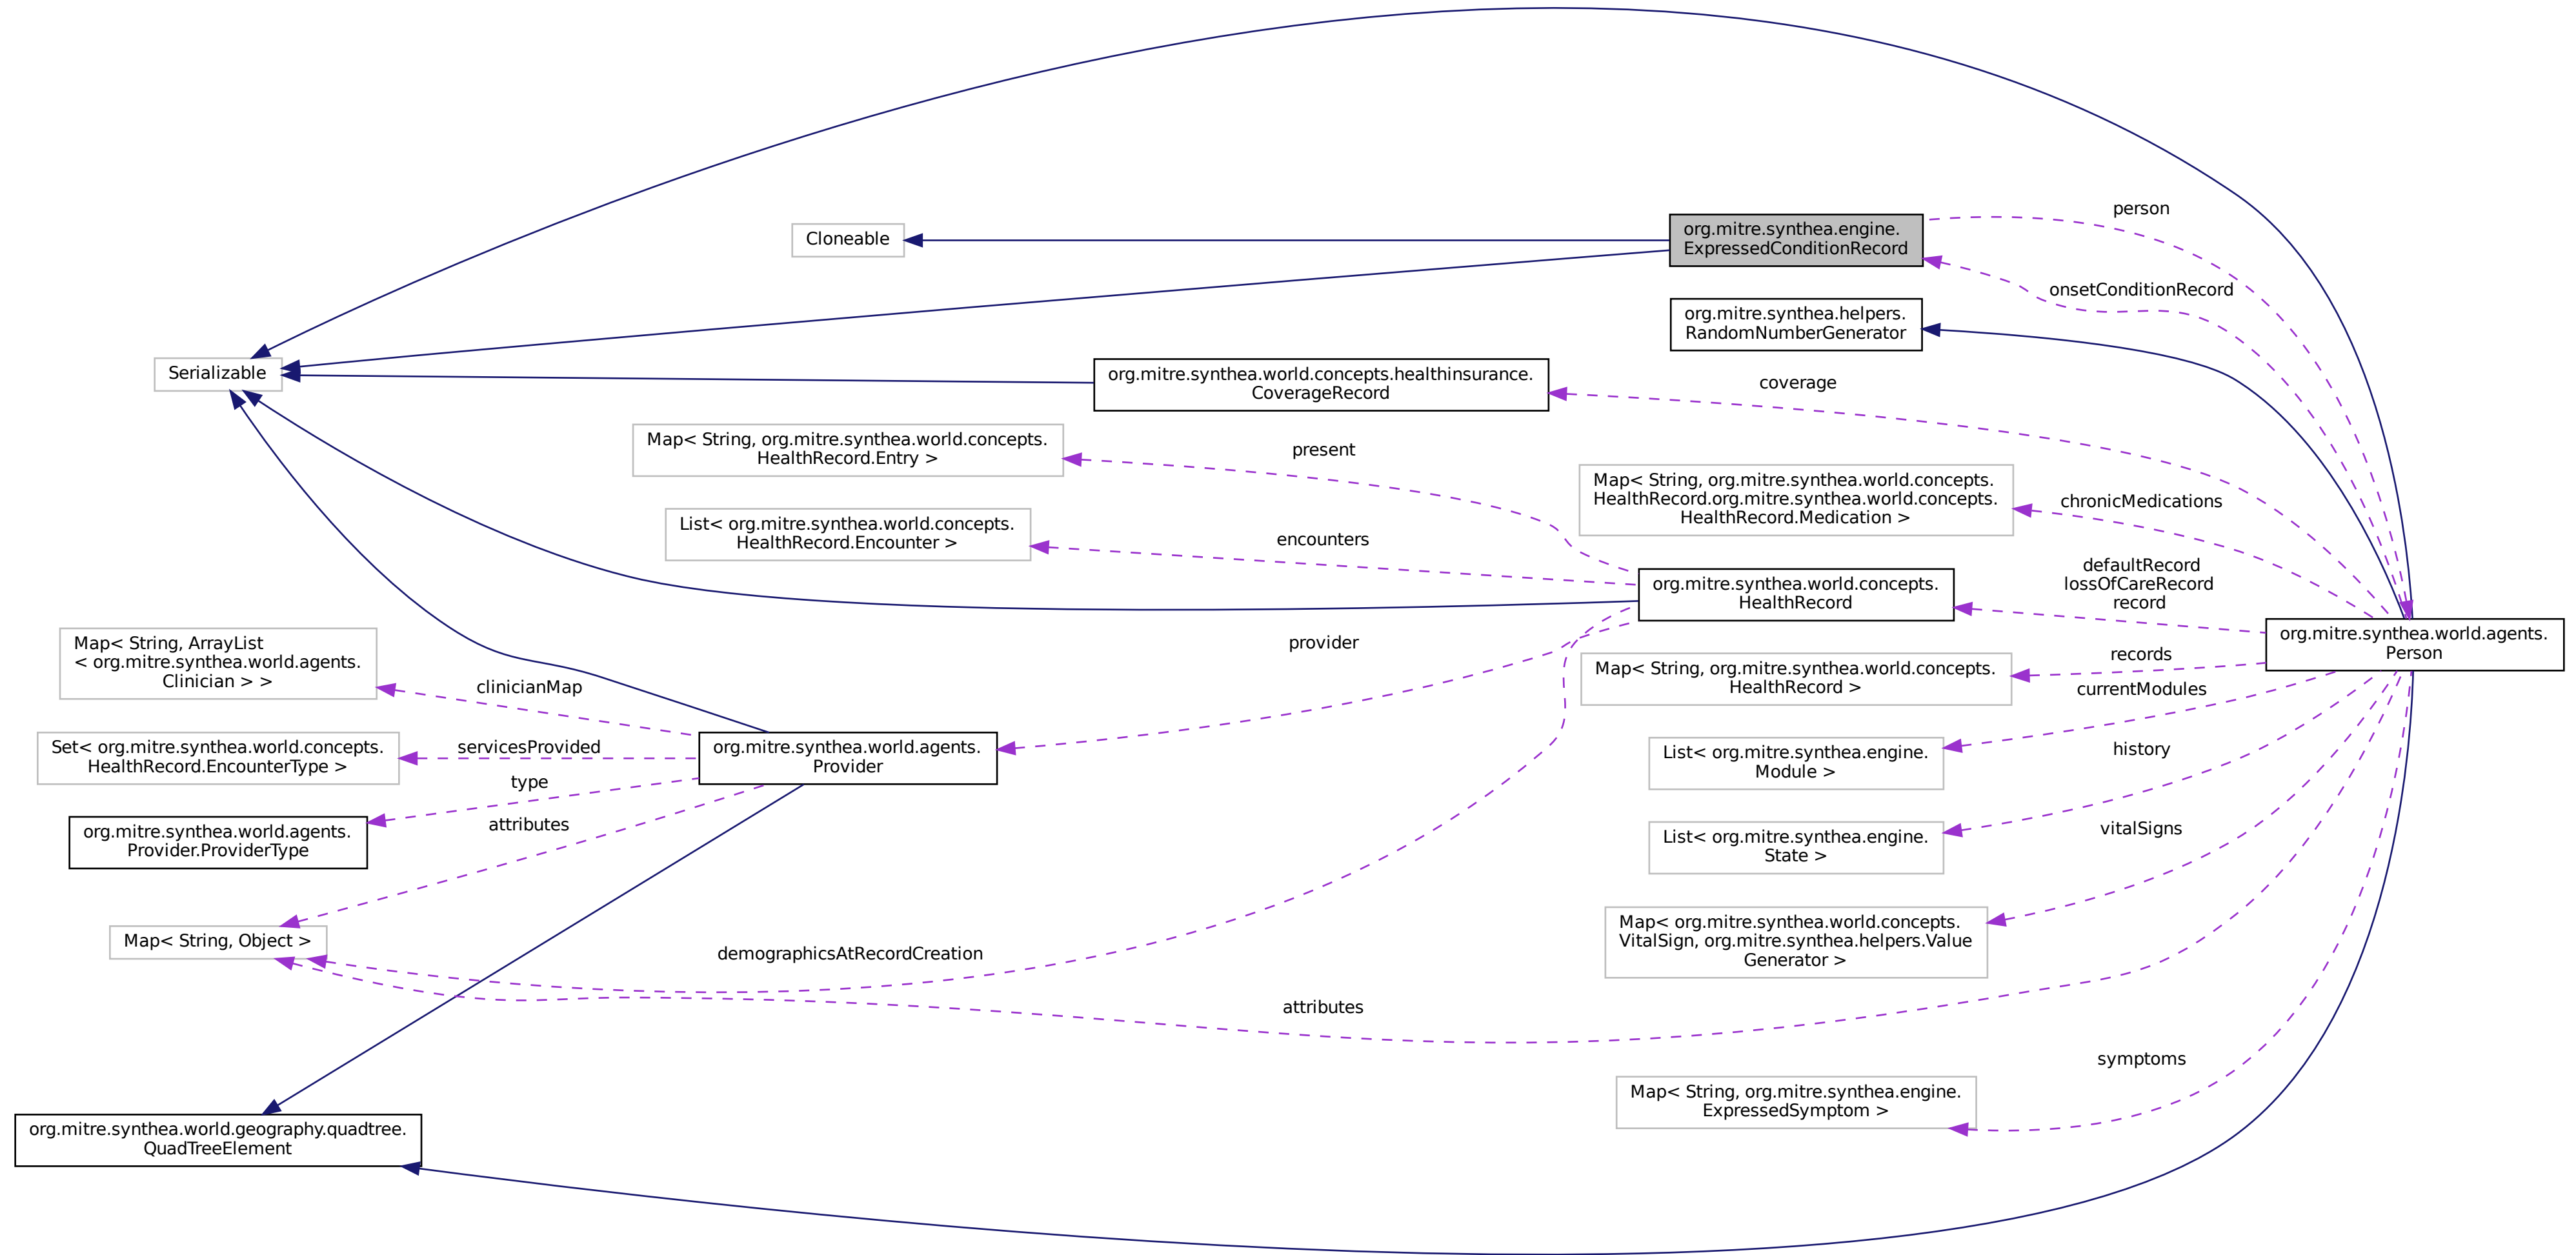 person
org.mitre.synthea.engine.
ExpressedConditionRecord
Cloneable
onsetConditionRecord
org.mitre.synthea.helpers.
RandomNumberGenerator
Serializable
org.mitre.synthea.world.concepts.healthinsurance.
CoverageRecord
coverage
Map< String, org.mitre.synthea.world.concepts.
HealthRecord.Entry >
present
Map< String, org.mitre.synthea.world.concepts.
HealthRecord.org.mitre.synthea.world.concepts.
HealthRecord.Medication >
chronicMedications
List< org.mitre.synthea.world.concepts.
HealthRecord.Encounter >
encounters
defaultRecord
lossOfCareRecord
record
org.mitre.synthea.world.concepts.
HealthRecord
org.mitre.synthea.world.agents.
Person
Map< String, ArrayList
< org.mitre.synthea.world.agents.
Clinician > >
provider
records
Map< String, org.mitre.synthea.world.concepts.
HealthRecord >
clinicianMap
currentModules
Set< org.mitre.synthea.world.concepts.
HealthRecord.EncounterType >
servicesProvided
org.mitre.synthea.world.agents.
Provider
List< org.mitre.synthea.engine.
Module >
history
type
org.mitre.synthea.world.agents.
Provider.ProviderType
attributes
List< org.mitre.synthea.engine.
State >
vitalSigns
Map< String, Object >
demographicsAtRecordCreation
Map< org.mitre.synthea.world.concepts.
VitalSign, org.mitre.synthea.helpers.Value
Generator >
attributes
symptoms
Map< String, org.mitre.synthea.engine.
ExpressedSymptom >
org.mitre.synthea.world.geography.quadtree.
QuadTreeElement